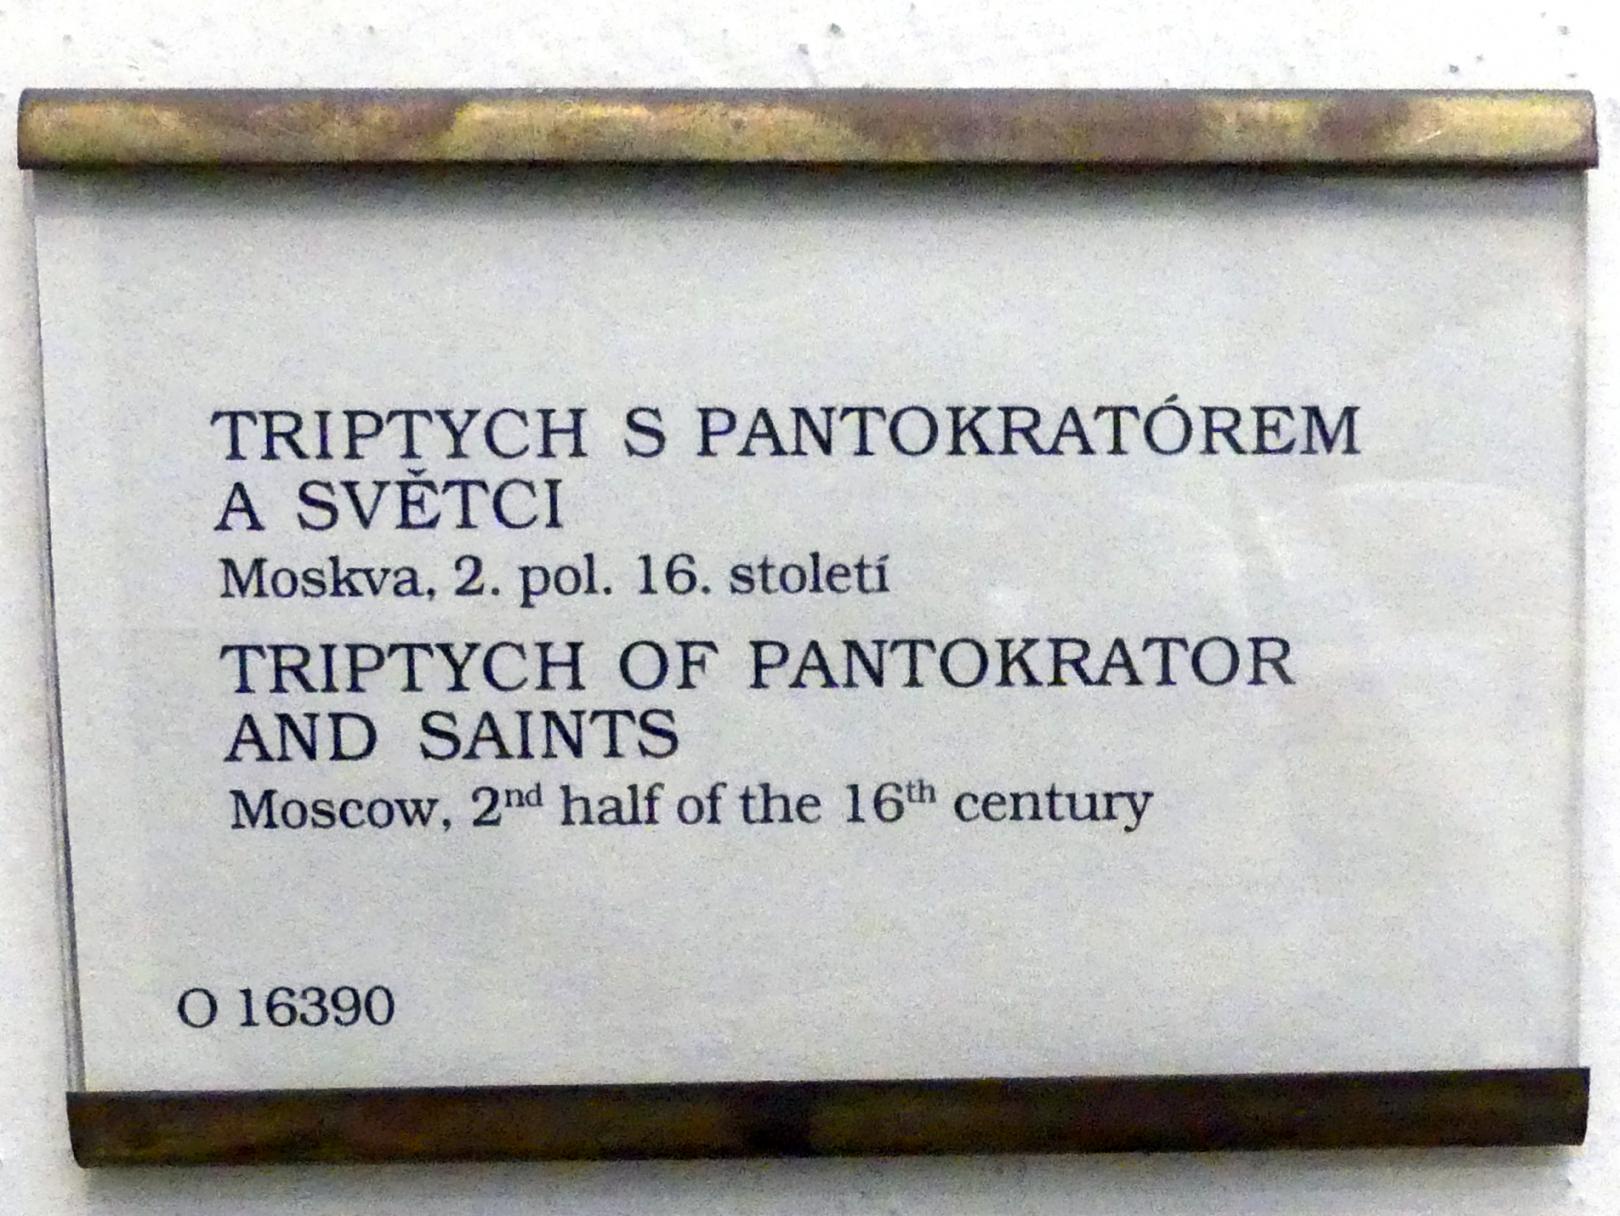 TRIPTYCH S PANTOKRATÓREM
A SVĚTCI
Moskva, 2. pol. 16. století
TRIPTYCH OF PANTOKRATOR
AND SAINTS
Moscow, 2nd half of the 16th century
O 16390